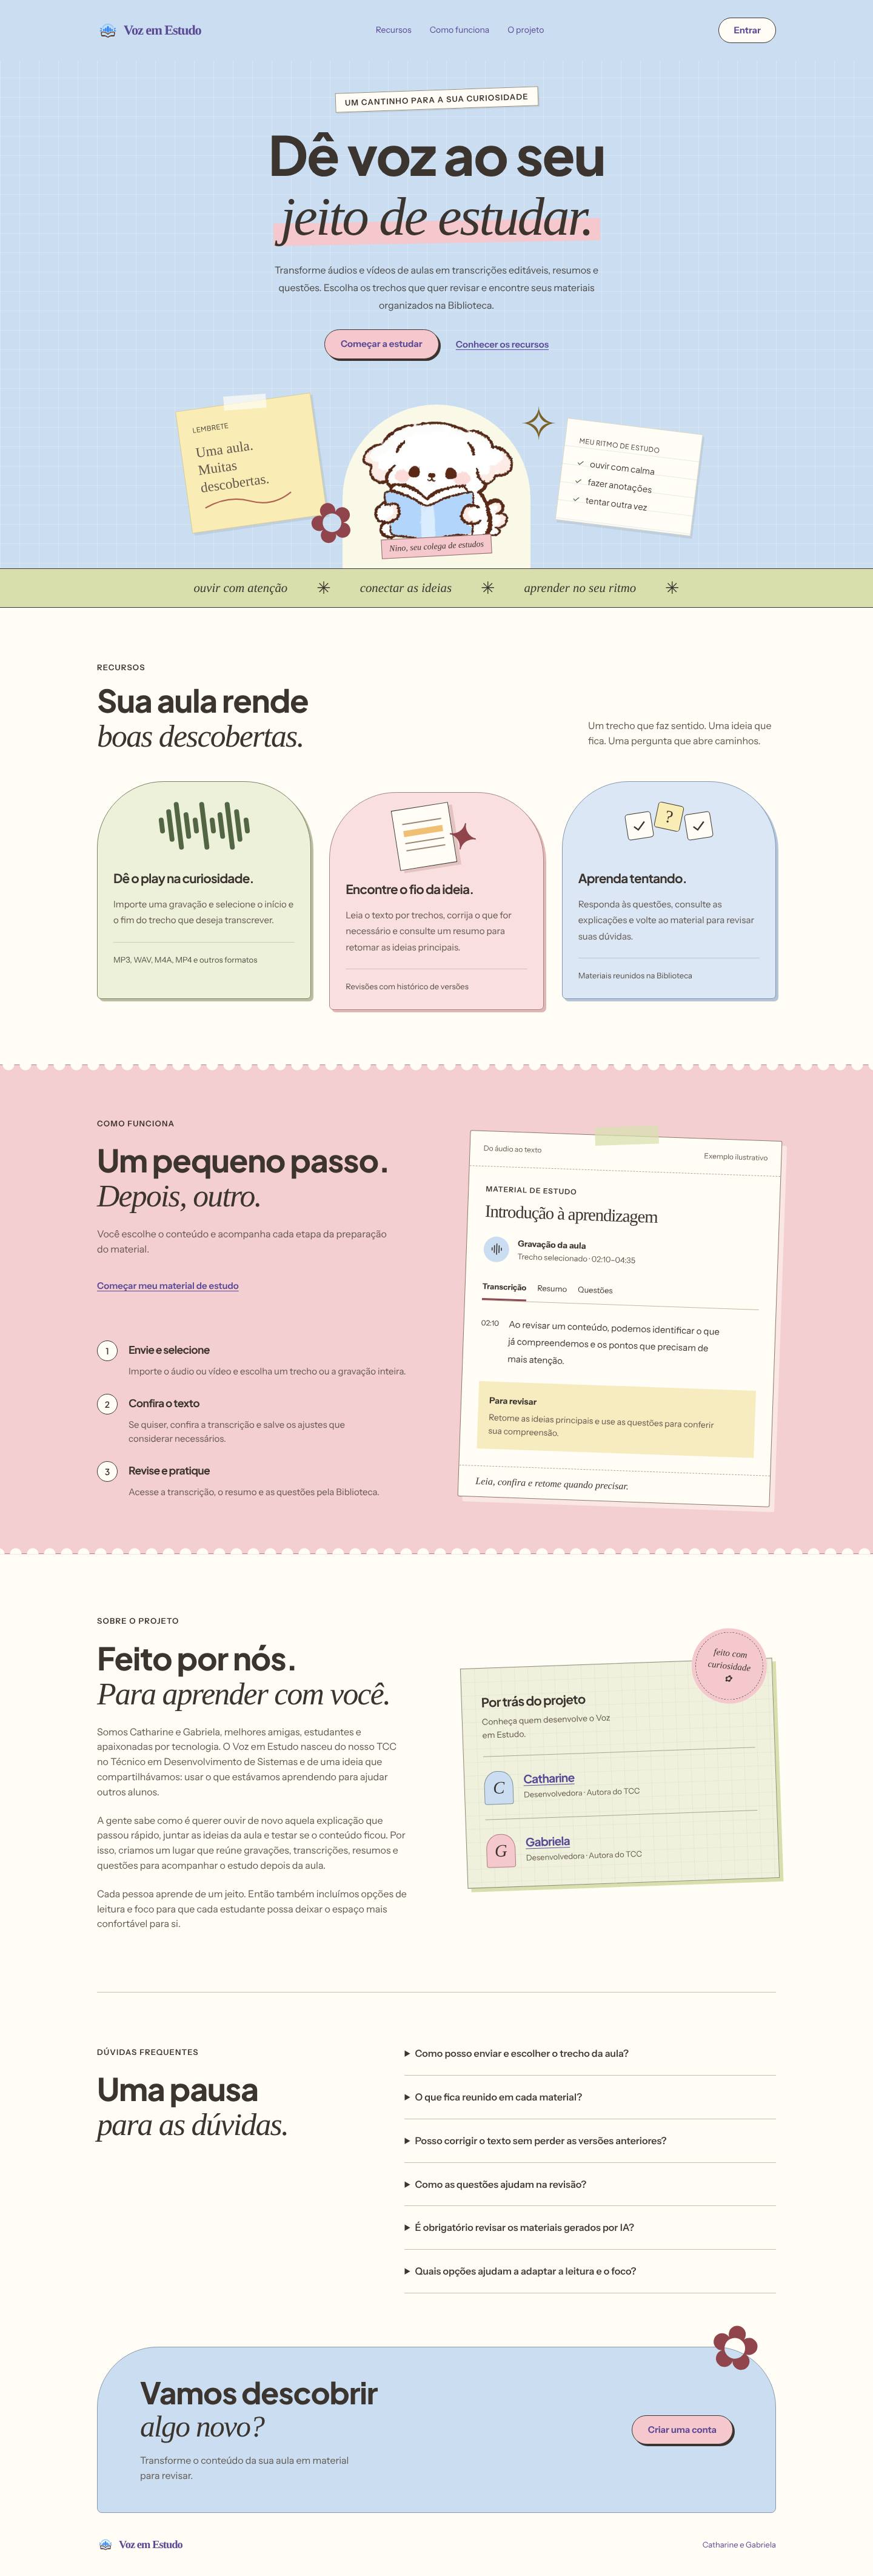 Voz em Estudo
Recursos
Como funciona
O projeto
Entrar
UM CANTINHO PARA A SUA CURIOSIDADE
Dê voz ao seu
jeito de estudar.
Transforme áudios e vídeos de aulas em transcrições editáveis, resumos e
questões. Escolha os trechos que quer revisar e encontre seus materiais
organizados na Biblioteca.
Começar a estudar
Conhecer os recursos
LEMBRETE
Uma aula.
Muitas
descobertas.
Nino, seu colega de estudos
MEU RITMO DE ESTUDO
✓ ouvir com calma
✓ fazer anotações
✓ tentar outra vez
ouvir com atenção
conectar as ideias
aprender no seu ritmo
RECURSOS
Sua aula rende
boas descobertas.
Um trecho que faz sentido. Uma ideia que
fica. Uma pergunta que abre caminhos.
Dê o play na curiosidade.
Importe uma gravação e selecione o início e
o fim do trecho que deseja transcrever.
MP3, WAV, M4A, MP4 e outros formatos
Encontre o fio da ideia.
Leia o texto por trechos, corrija o que for
necessário e consulte um resumo para
retomar as ideias principais.
Revisões com histórico de versões
?
Aprenda tentando.
Responda às questões, consulte as
explicações e volte ao material para revisar
suas dúvidas.
Materiais reunidos na Biblioteca
COMO FUNCIONA
Um pequeno passo.
Depois, outro.
Você escolhe o conteúdo e acompanha cada etapa da preparação
do material.
Começar meu material de estudo
1
Envie e selecione
Importe o áudio ou vídeo e escolha um trecho ou a gravação inteira.
2
Confira o texto
Se quiser, confira a transcrição e salve os ajustes que
considerar necessários.
3
Revise e pratique
Acesse a transcrição, o resumo e as questões pela Biblioteca.
Do áudio ao texto
Exemplo ilustrativo
MATERIAL DE ESTUDO
Introdução à aprendizagem
Gravação da aula
Trecho selecionado · 02:10–04:35
Transcrição
Resumo
Questões
02:10
Ao revisar um conteúdo, podemos identificar o que
já compreendemos e os pontos que precisam de
mais atenção.
Para revisar
Retome as ideias principais e use as questões para conferir
sua compreensão.
Leia, confira e retome quando precisar.
SOBRE O PROJETO
Feito por nós.
Para aprender com você.
Somos Catharine e Gabriela, melhores amigas, estudantes e
apaixonadas por tecnologia. O Voz em Estudo nasceu do nosso TCC
no Técnico em Desenvolvimento de Sistemas e de uma ideia que
compartilhávamos: usar o que estávamos aprendendo para ajudar
outros alunos.
A gente sabe como é querer ouvir de novo aquela explicação que
passou rápido, juntar as ideias da aula e testar se o conteúdo ficou. Por
isso, criamos um lugar que reúne gravações, transcrições, resumos e
questões para acompanhar o estudo depois da aula.
Cada pessoa aprende de um jeito. Então também incluímos opções de
leitura e foco para que cada estudante possa deixar o espaço mais
confortável para si.
feito com
curiosidade
Por trás do projeto
Conheça quem desenvolve o Voz
em Estudo.
C
Catharine
Desenvolvedora · Autora do TCC
G
Gabriela
Desenvolvedora · Autora do TCC
DÚVIDAS FREQUENTES
Uma pausa
para as dúvidas.
Como posso enviar e escolher o trecho da aula?
O que fica reunido em cada material?
Posso corrigir o texto sem perder as versões anteriores?
Como as questões ajudam na revisão?
É obrigatório revisar os materiais gerados por IA?
Quais opções ajudam a adaptar a leitura e o foco?
Vamos descobrir
algo novo?
Transforme o conteúdo da sua aula em material
para revisar.
Criar uma conta
Voz em Estudo
Catharine e Gabriela